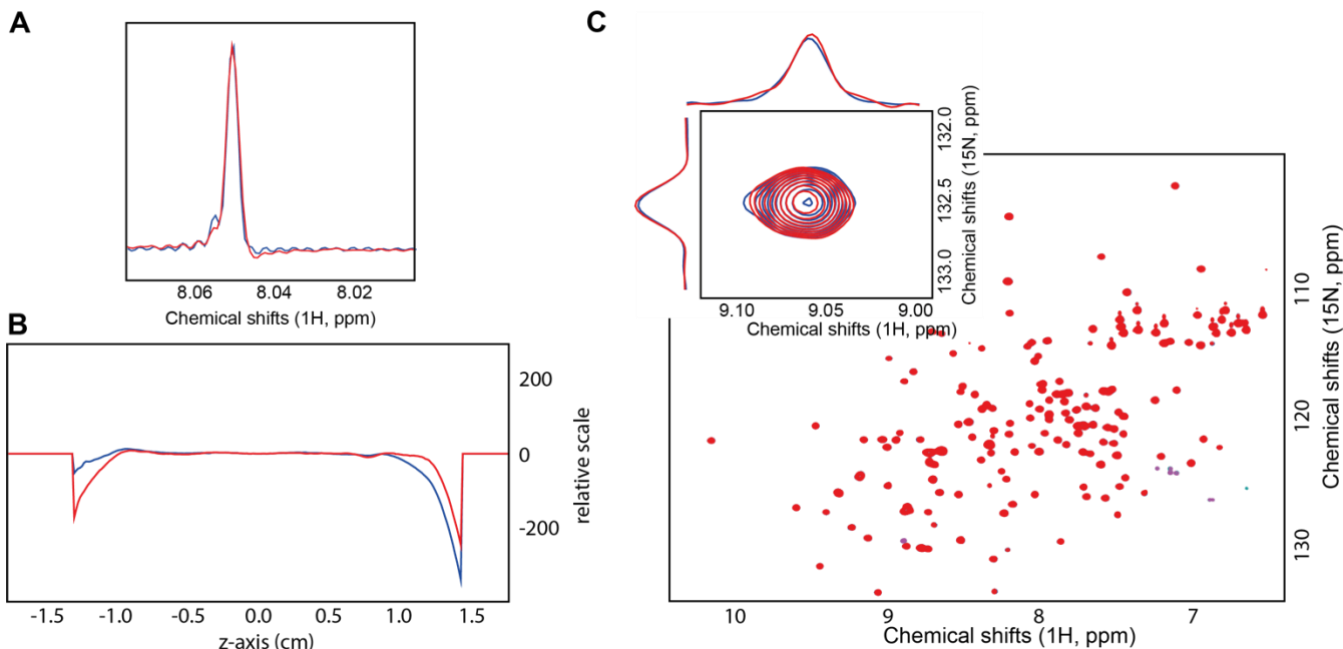 A
8.06 8.04 8.02
Chemical shifts (1H, ppm)
B
200
0
-200
relative scale
-1.5 -1.0 -0.5 0.0 0.5 1.0 1.5
z-axis (cm)
C
132.0
132.5
133.0
Chemical shifts (15N, ppm)
9.10 9.05 9.00
Chemical shifts (1H, ppm)
110
120
130
Chemical shifts (15N, ppm)
10 9 8 7
Chemical shifts (1H, ppm)